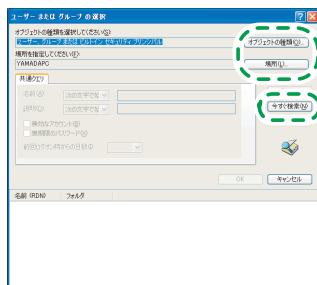 ユーザー または グループ の選択
オブジェクトの種類を選択してください(S):
ユーザー、グループ または ビルトイン セキュリティ プリンシパル
オブジェクトの種類(O)...
場所を指定してください(F):
YAMADAPC
場所(L)...
共通クエリ
名前(A):
次の文字で始
説明(D):
次の文字で始
無効なアカウント(B)
無期限のパスワード(X)
前回ログオン時からの日数(I):
今すぐ検索(N)
OK
キャンセル
名前 (RDN)
フォルダ